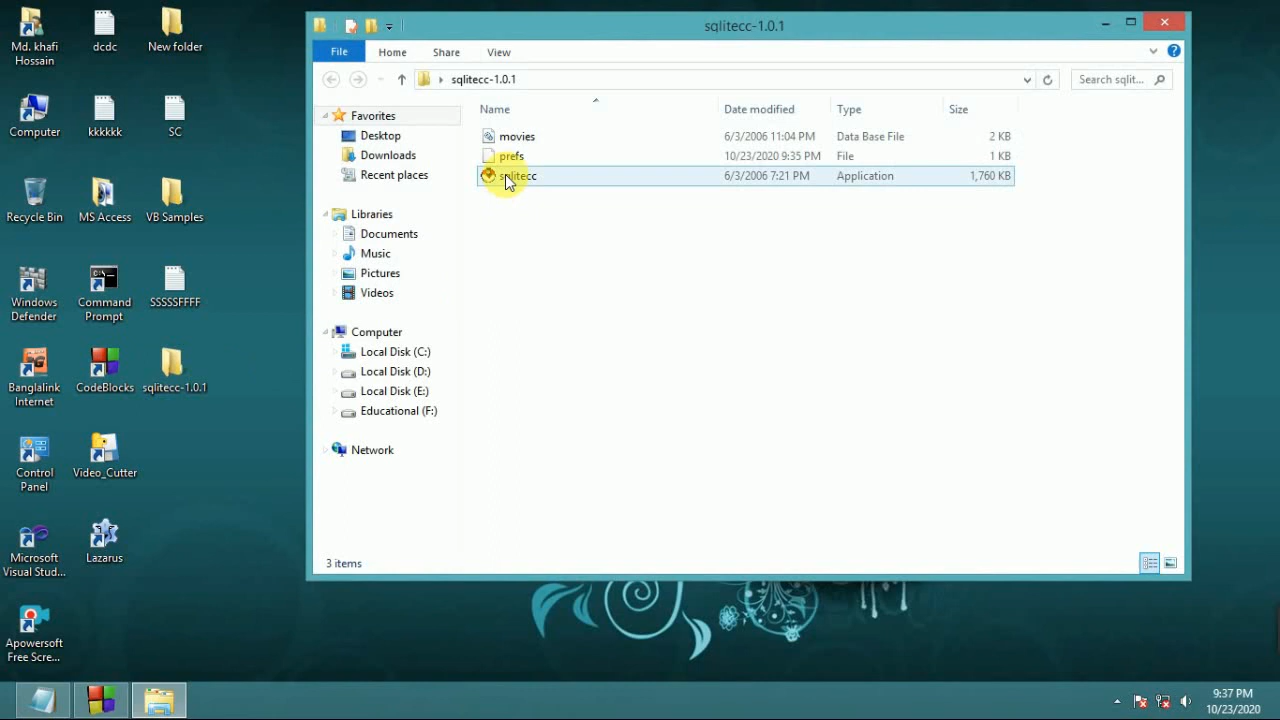 Md. khafi
Hossain
dcdc
New folder
Computer
kkkkk
SC
Recycle Bin
MS Access
VB Samples
Windows
Defender
Command
Prompt
SSSSSFFFF
Banglalink
Internet
CodeBlocks
sqlitecc-1.0.1
Control
Panel
Video_Cutter
Microsoft
Visual Stud...
Lazarus
Apowersoft
Free Scre...
sqlitecc-1.0.1
File Home Share View
sqlitecc-1.0.1
Search sqlit...
Favorites
Desktop
Downloads
Recent places
Libraries
Documents
Music
Pictures
Videos
Computer
Local Disk (C:)
Local Disk (D:)
Local Disk (E:)
Educational (F:)
Network
Name Date modified Type Size
movies 6/3/2006 11:04 PM Data Base File 2 KB
prefs 10/23/2020 9:35 PM File 1 KB
sqlitecc 6/3/2006 7:21 PM Application 1,760 KB
3 items
9:37 PM
10/23/2020